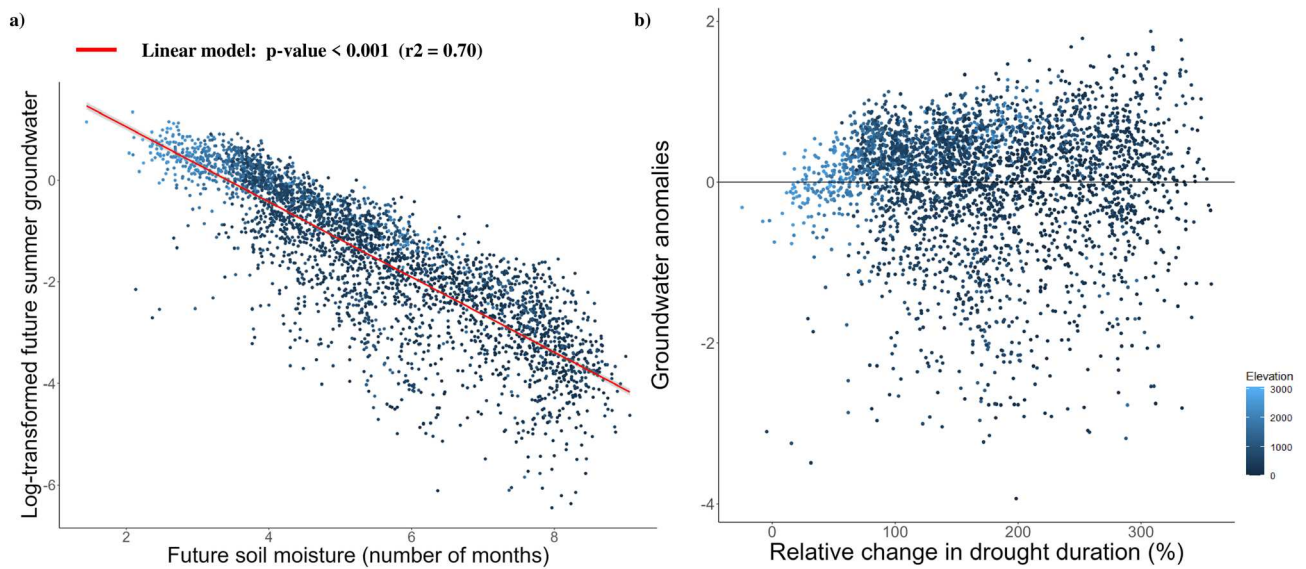 a)
Linear model: p-value < 0.001 (r2 = 0.70)
Log-transformed future summer groundwater
0
-2
-4
-6
2
4
6
8
Future soil moisture (number of months)
b)
Groundwater anomalies
2
0
-2
-4
0
100
200
300
Relative change in drought duration (%)
Elevation
3000
2000
1000
0